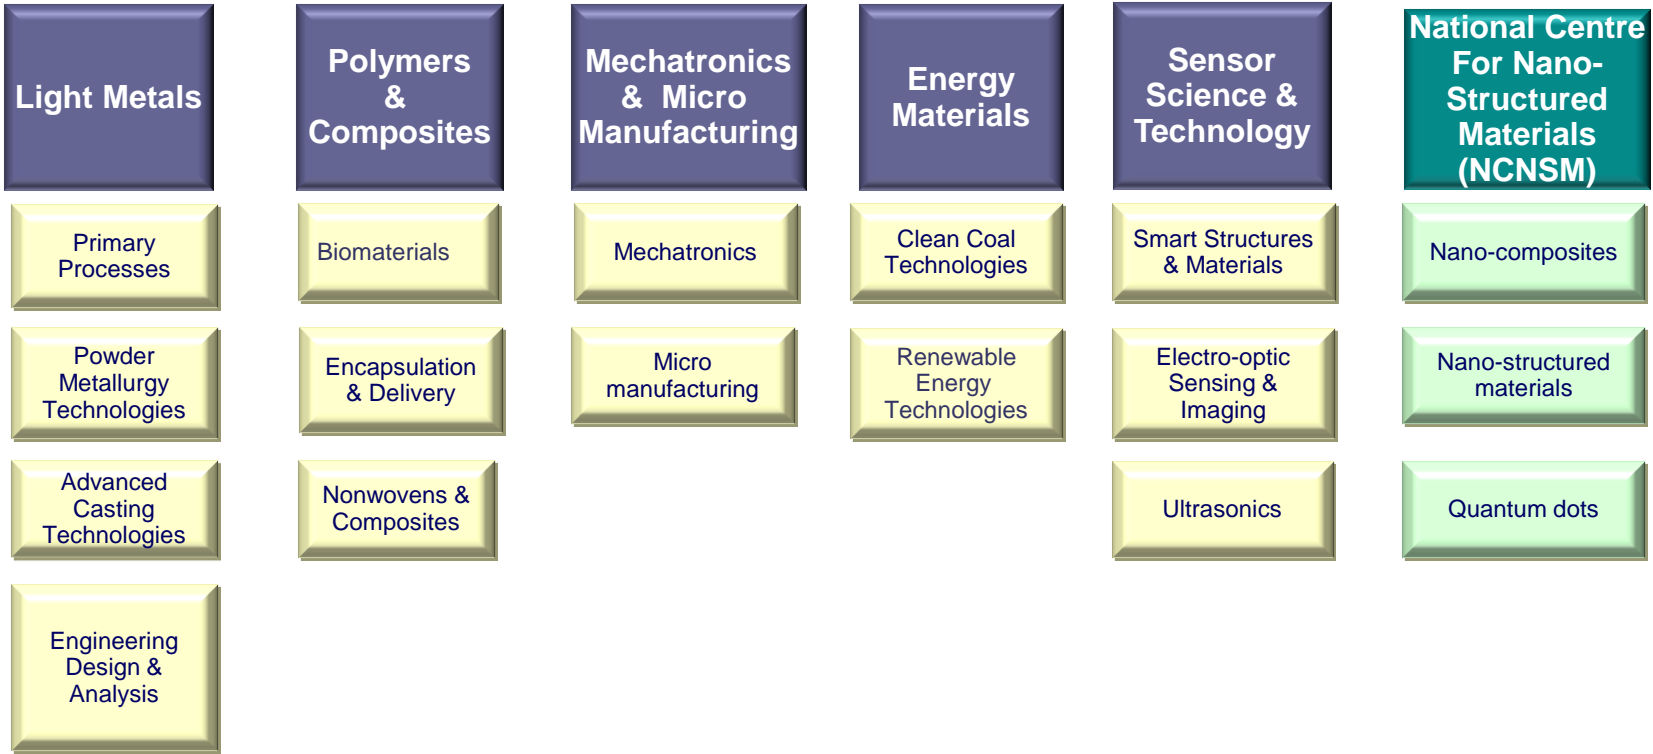 Light Metals
Primary
Processes
Powder
Metallurgy
Technologies
Advanced
Casting
Technologies
Engineering
Design &
Analysis
Polymers
&
Composites
Biomaterials
Encapsulation
& Delivery
Nonwovens &
Composites
Mechatronics
& Micro
Manufacturing
Mechatronics
Micro
manufacturing
Energy
Materials
Clean Coal
Technologies
Renewable
Energy
Technologies
Sensor
Science &
Technology
Smart Structures
& Materials
Electro-optic
Sensing &
Imaging
Ultrasonics
National Centre
For Nano-
Structured
Materials
(NCNSM)
Nano-composites
Nano-structured
materials
Quantum dots